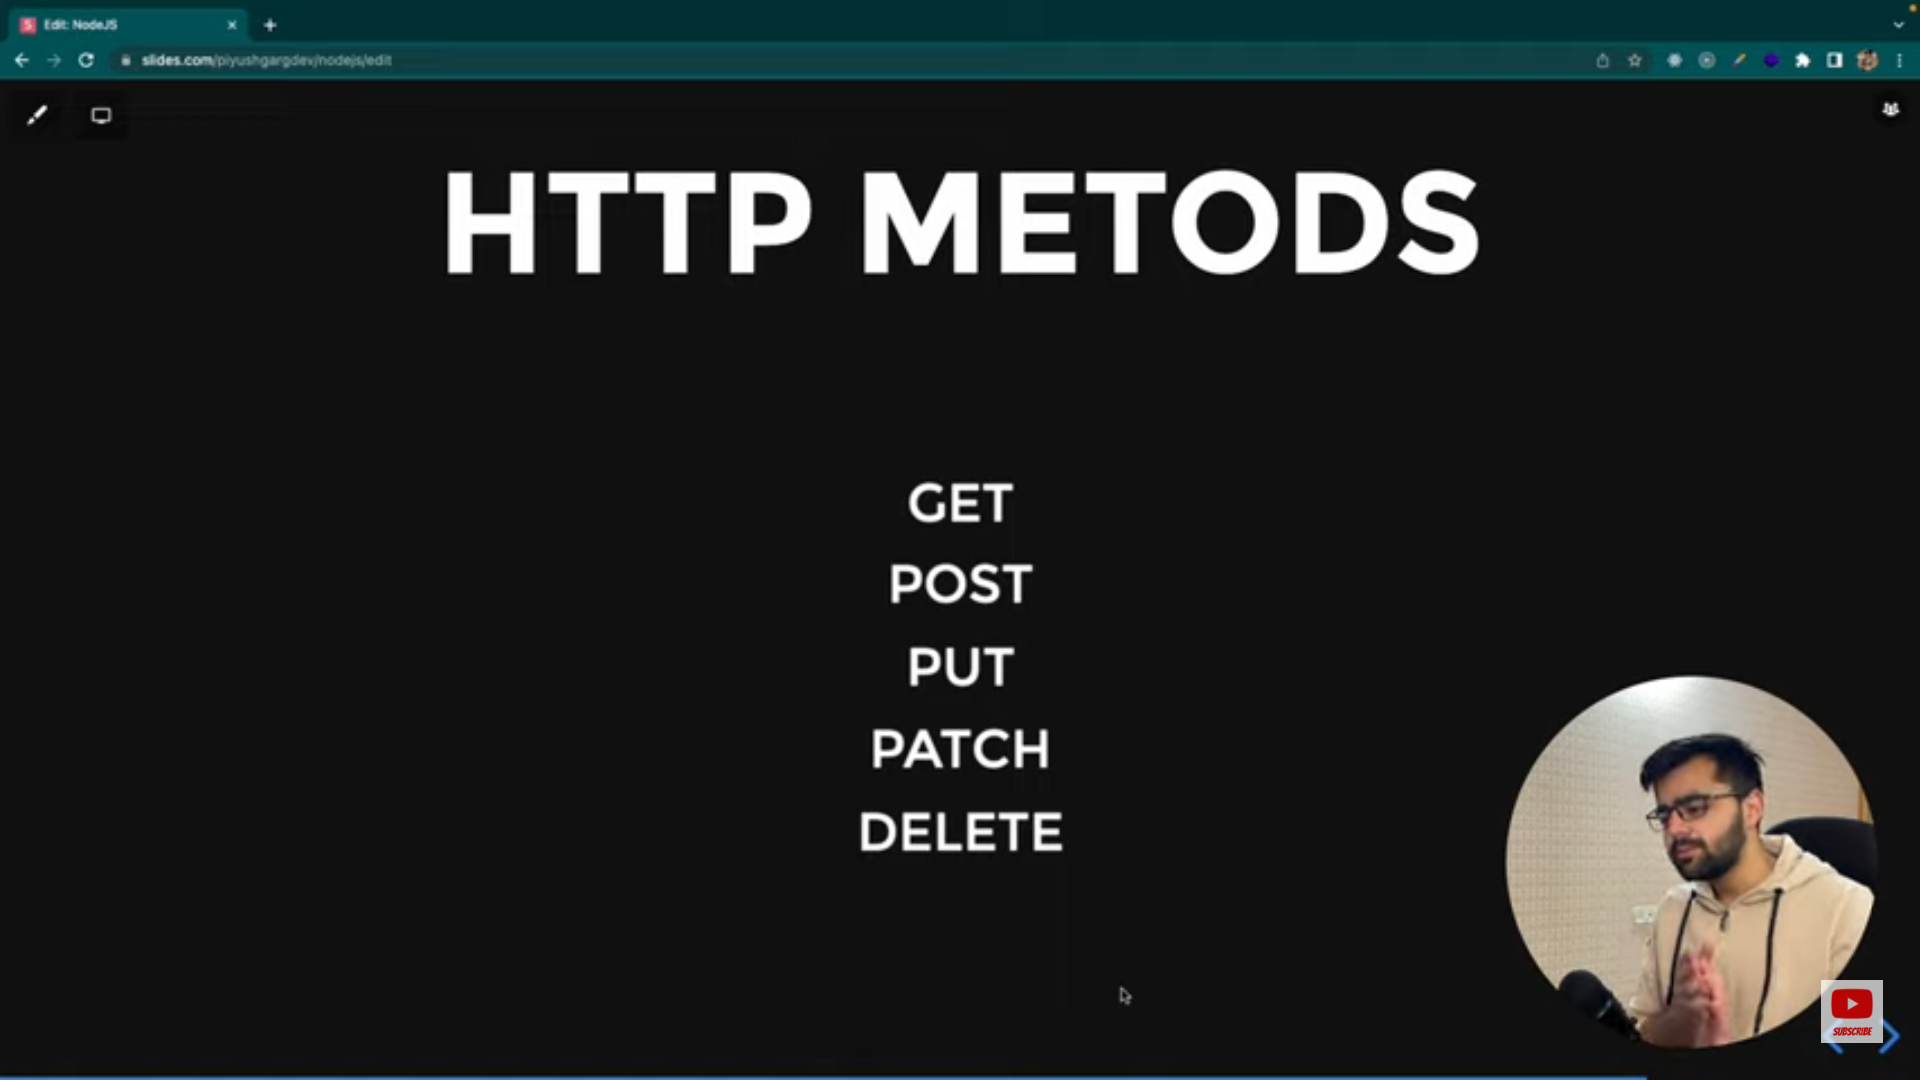 Edit: NodeJS
slides.com/piyushgargdev/nodejs/edit
HTTP METODS
GET
POST
PUT
PATCH
DELETE
SUBSCRIBE